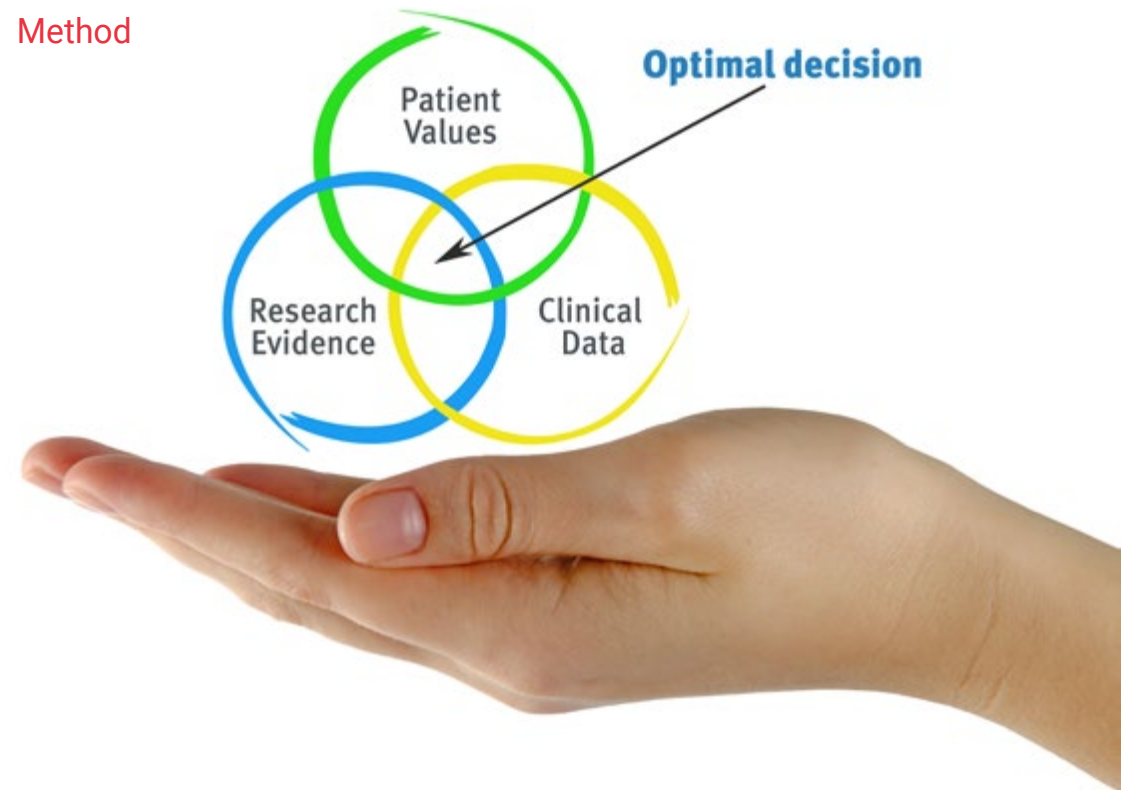 Method
Optimal decision
Patient
Values
Research
Evidence
Clinical
Data